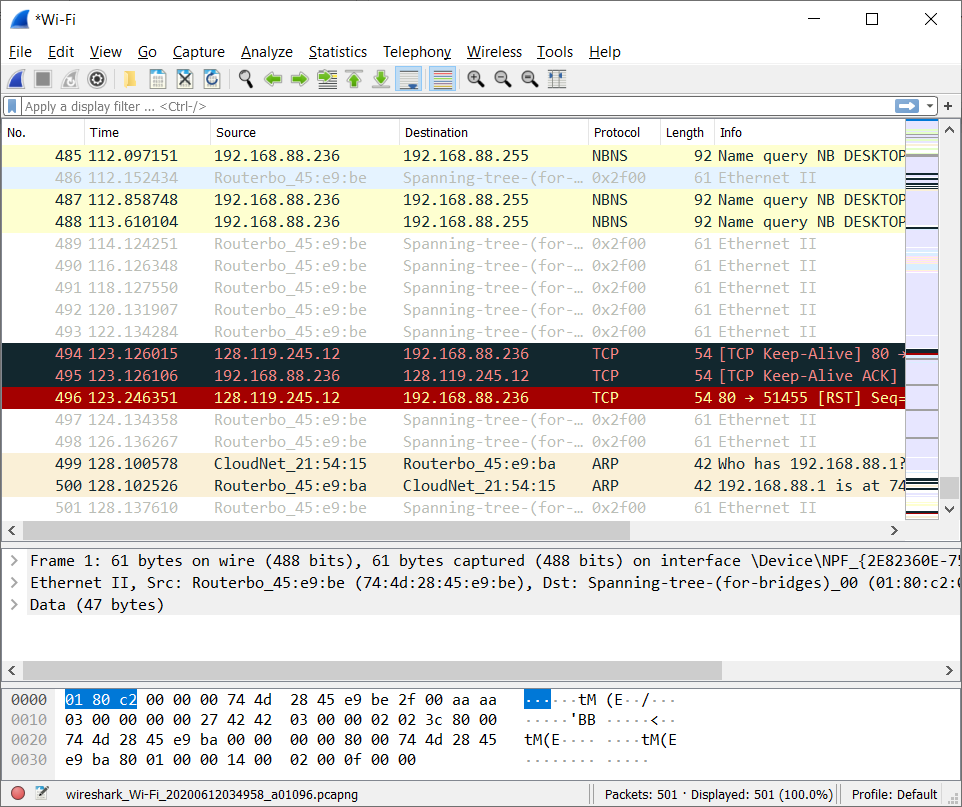 *Wi-Fi
File Edit View Go Capture Analyze Statistics Telephony Wireless Tools Help
Apply a display filter ... <Ctrl-/>
No. Time Source Destination Protocol Length Info
485 112.097151 192.168.88.236 192.168.88.255 NBNS 92 Name query NB DESKTOP
486 112.152434 Routerbo_45:e9:be Spanning-tree-(for-… 0x2f00 61 Ethernet II
487 112.858748 192.168.88.236 192.168.88.255 NBNS 92 Name query NB DESKTOP
488 113.610104 192.168.88.236 192.168.88.255 NBNS 92 Name query NB DESKTOP
489 114.124251 Routerbo_45:e9:be Spanning-tree-(for-… 0x2f00 61 Ethernet II
490 116.126348 Routerbo_45:e9:be Spanning-tree-(for-… 0x2f00 61 Ethernet II
491 118.127550 Routerbo_45:e9:be Spanning-tree-(for-… 0x2f00 61 Ethernet II
492 120.131907 Routerbo_45:e9:be Spanning-tree-(for-… 0x2f00 61 Ethernet II
493 122.134284 Routerbo_45:e9:be Spanning-tree-(for-… 0x2f00 61 Ethernet II
494 123.126015 128.119.245.12 192.168.88.236 TCP 54 [TCP Keep-Alive] 80 →
495 123.126106 192.168.88.236 128.119.245.12 TCP 54 [TCP Keep-Alive ACK]
496 123.246351 128.119.245.12 192.168.88.236 TCP 54 80 → 51455 [RST] Seq=
497 124.134358 Routerbo_45:e9:be Spanning-tree-(for-… 0x2f00 61 Ethernet II
498 126.136267 Routerbo_45:e9:be Spanning-tree-(for-… 0x2f00 61 Ethernet II
499 128.100578 CloudNet_21:54:15 Routerbo_45:e9:ba ARP 42 Who has 192.168.88.1?
500 128.102526 Routerbo_45:e9:ba CloudNet_21:54:15 ARP 42 192.168.88.1 is at 74
501 128.137610 Routerbo_45:e9:be Spanning-tree-(for-… 0x2f00 61 Ethernet II
Frame 1: 61 bytes on wire (488 bits), 61 bytes captured (488 bits) on interface \Device\NPF_{2E82360E-75
Ethernet II, Src: Routerbo_45:e9:be (74:4d:28:45:e9:be), Dst: Spanning-tree-(for-bridges)_00 (01:80:c2:0
Data (47 bytes)
0000 01 80 c2 00 00 00 74 4d 28 45 e9 be 2f 00 aa aa ······tM (E··/···
0010 03 00 00 00 00 27 42 42 03 00 00 02 02 3c 80 00 ·····'BB ·····<··
0020 74 4d 28 45 e9 ba 00 00 00 00 80 00 74 4d 28 45 tM(E···· ····tM(E
0030 e9 ba 80 01 00 00 14 00 02 00 0f 00 00 ········ ·····
wireshark_Wi-Fi_20200612034958_a01096.pcapng Packets: 501 · Displayed: 501 (100.0%) Profile: Default